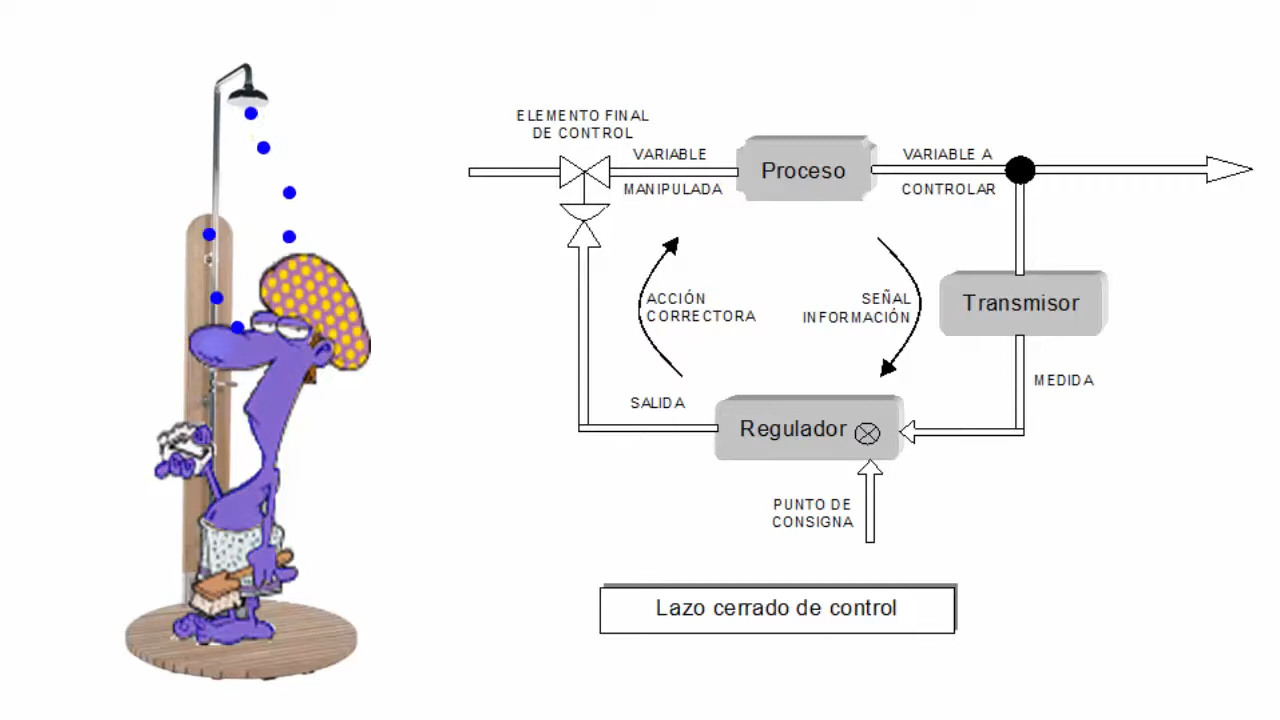 ELEMENTO FINAL
DE CONTROL
VARIABLE
MANIPULADA
Proceso
VARIABLE A
CONTROLAR
ACCIÓN
CORRECTORA
SEÑAL
INFORMACIÓN
Transmisor
MEDIDA
SALIDA
Regulador
PUNTO DE
CONSIGNA
Lazo cerrado de control